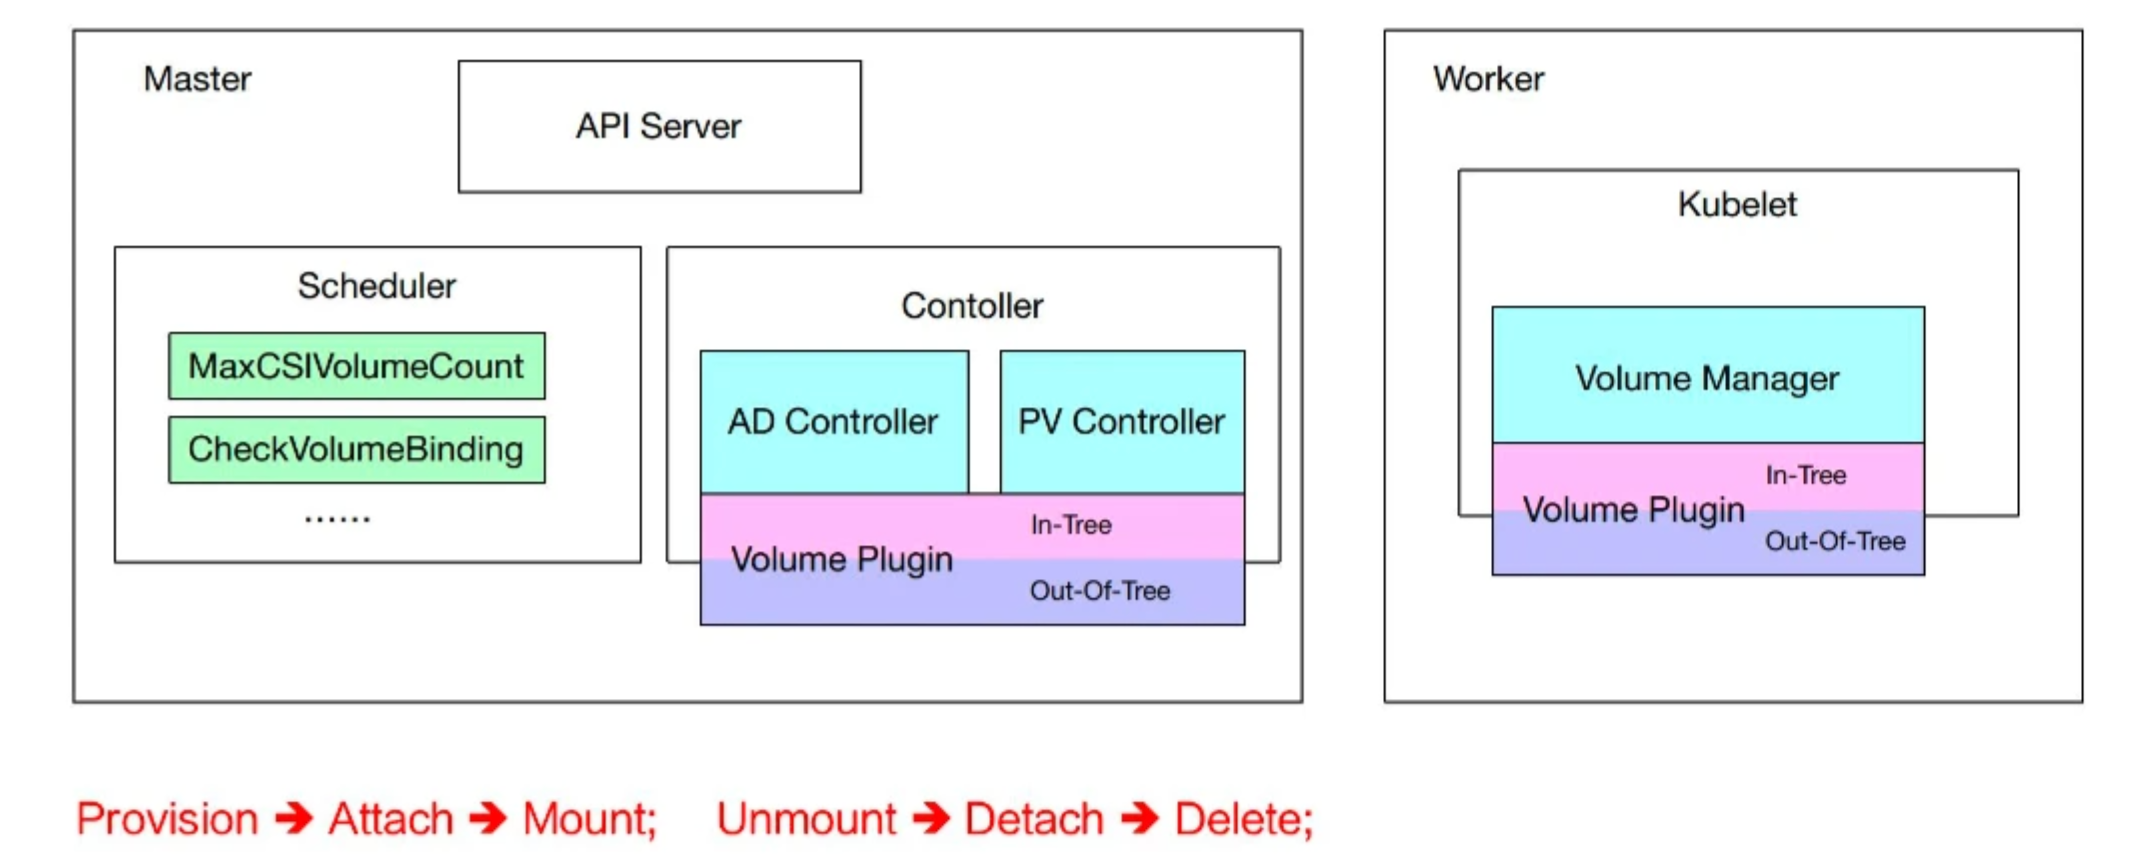 Master
API Server
Scheduler
MaxCSIVolumeCount
CheckVolumeBinding
......
Contoller
AD Controller
PV Controller
Volume Plugin
In-Tree
Out-Of-Tree
Worker
Kubelet
Volume Manager
Volume Plugin
In-Tree
Out-Of-Tree
Provision ➔ Attach ➔ Mount; Unmount ➔ Detach ➔ Delete;